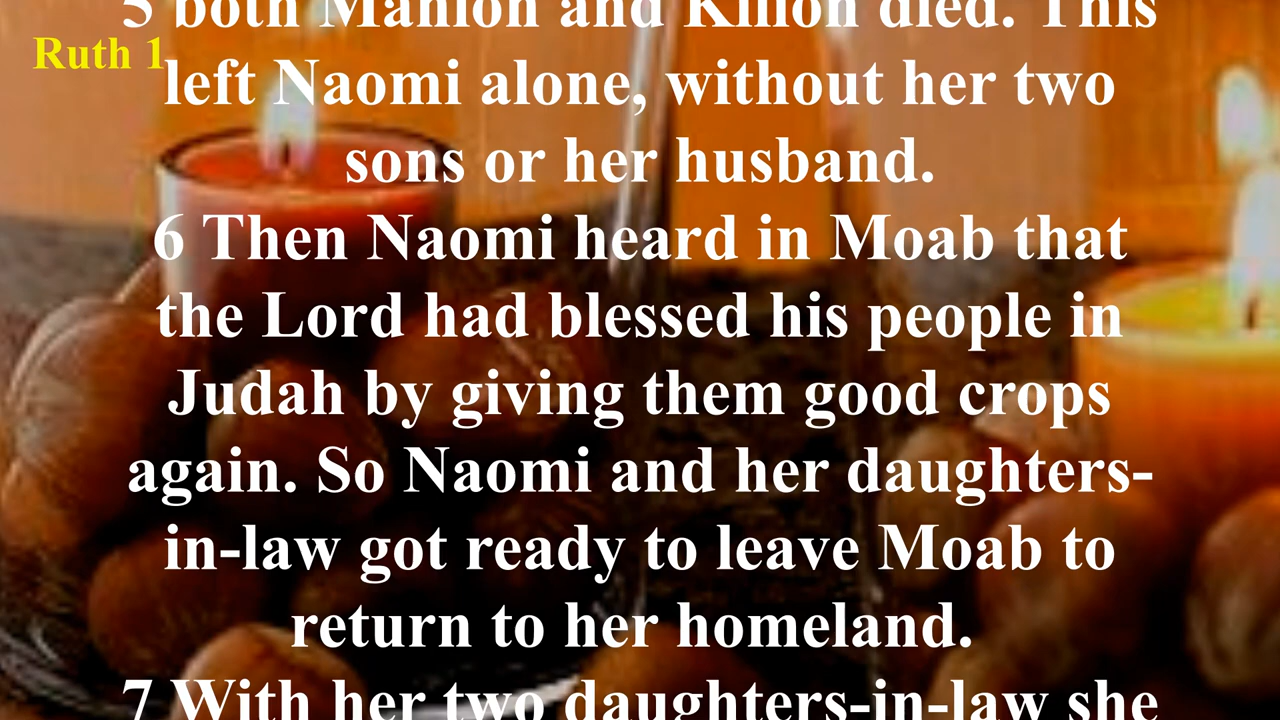 5 both Mahlon and Kilion died. This
Ruth 1
left Naomi alone, without her two
sons or her husband.
6 Then Naomi heard in Moab that
the Lord had blessed his people in
Judah by giving them good crops
again. So Naomi and her daughters-
in-law got ready to leave Moab to
return to her homeland.
7 With her two daughters-in-law she